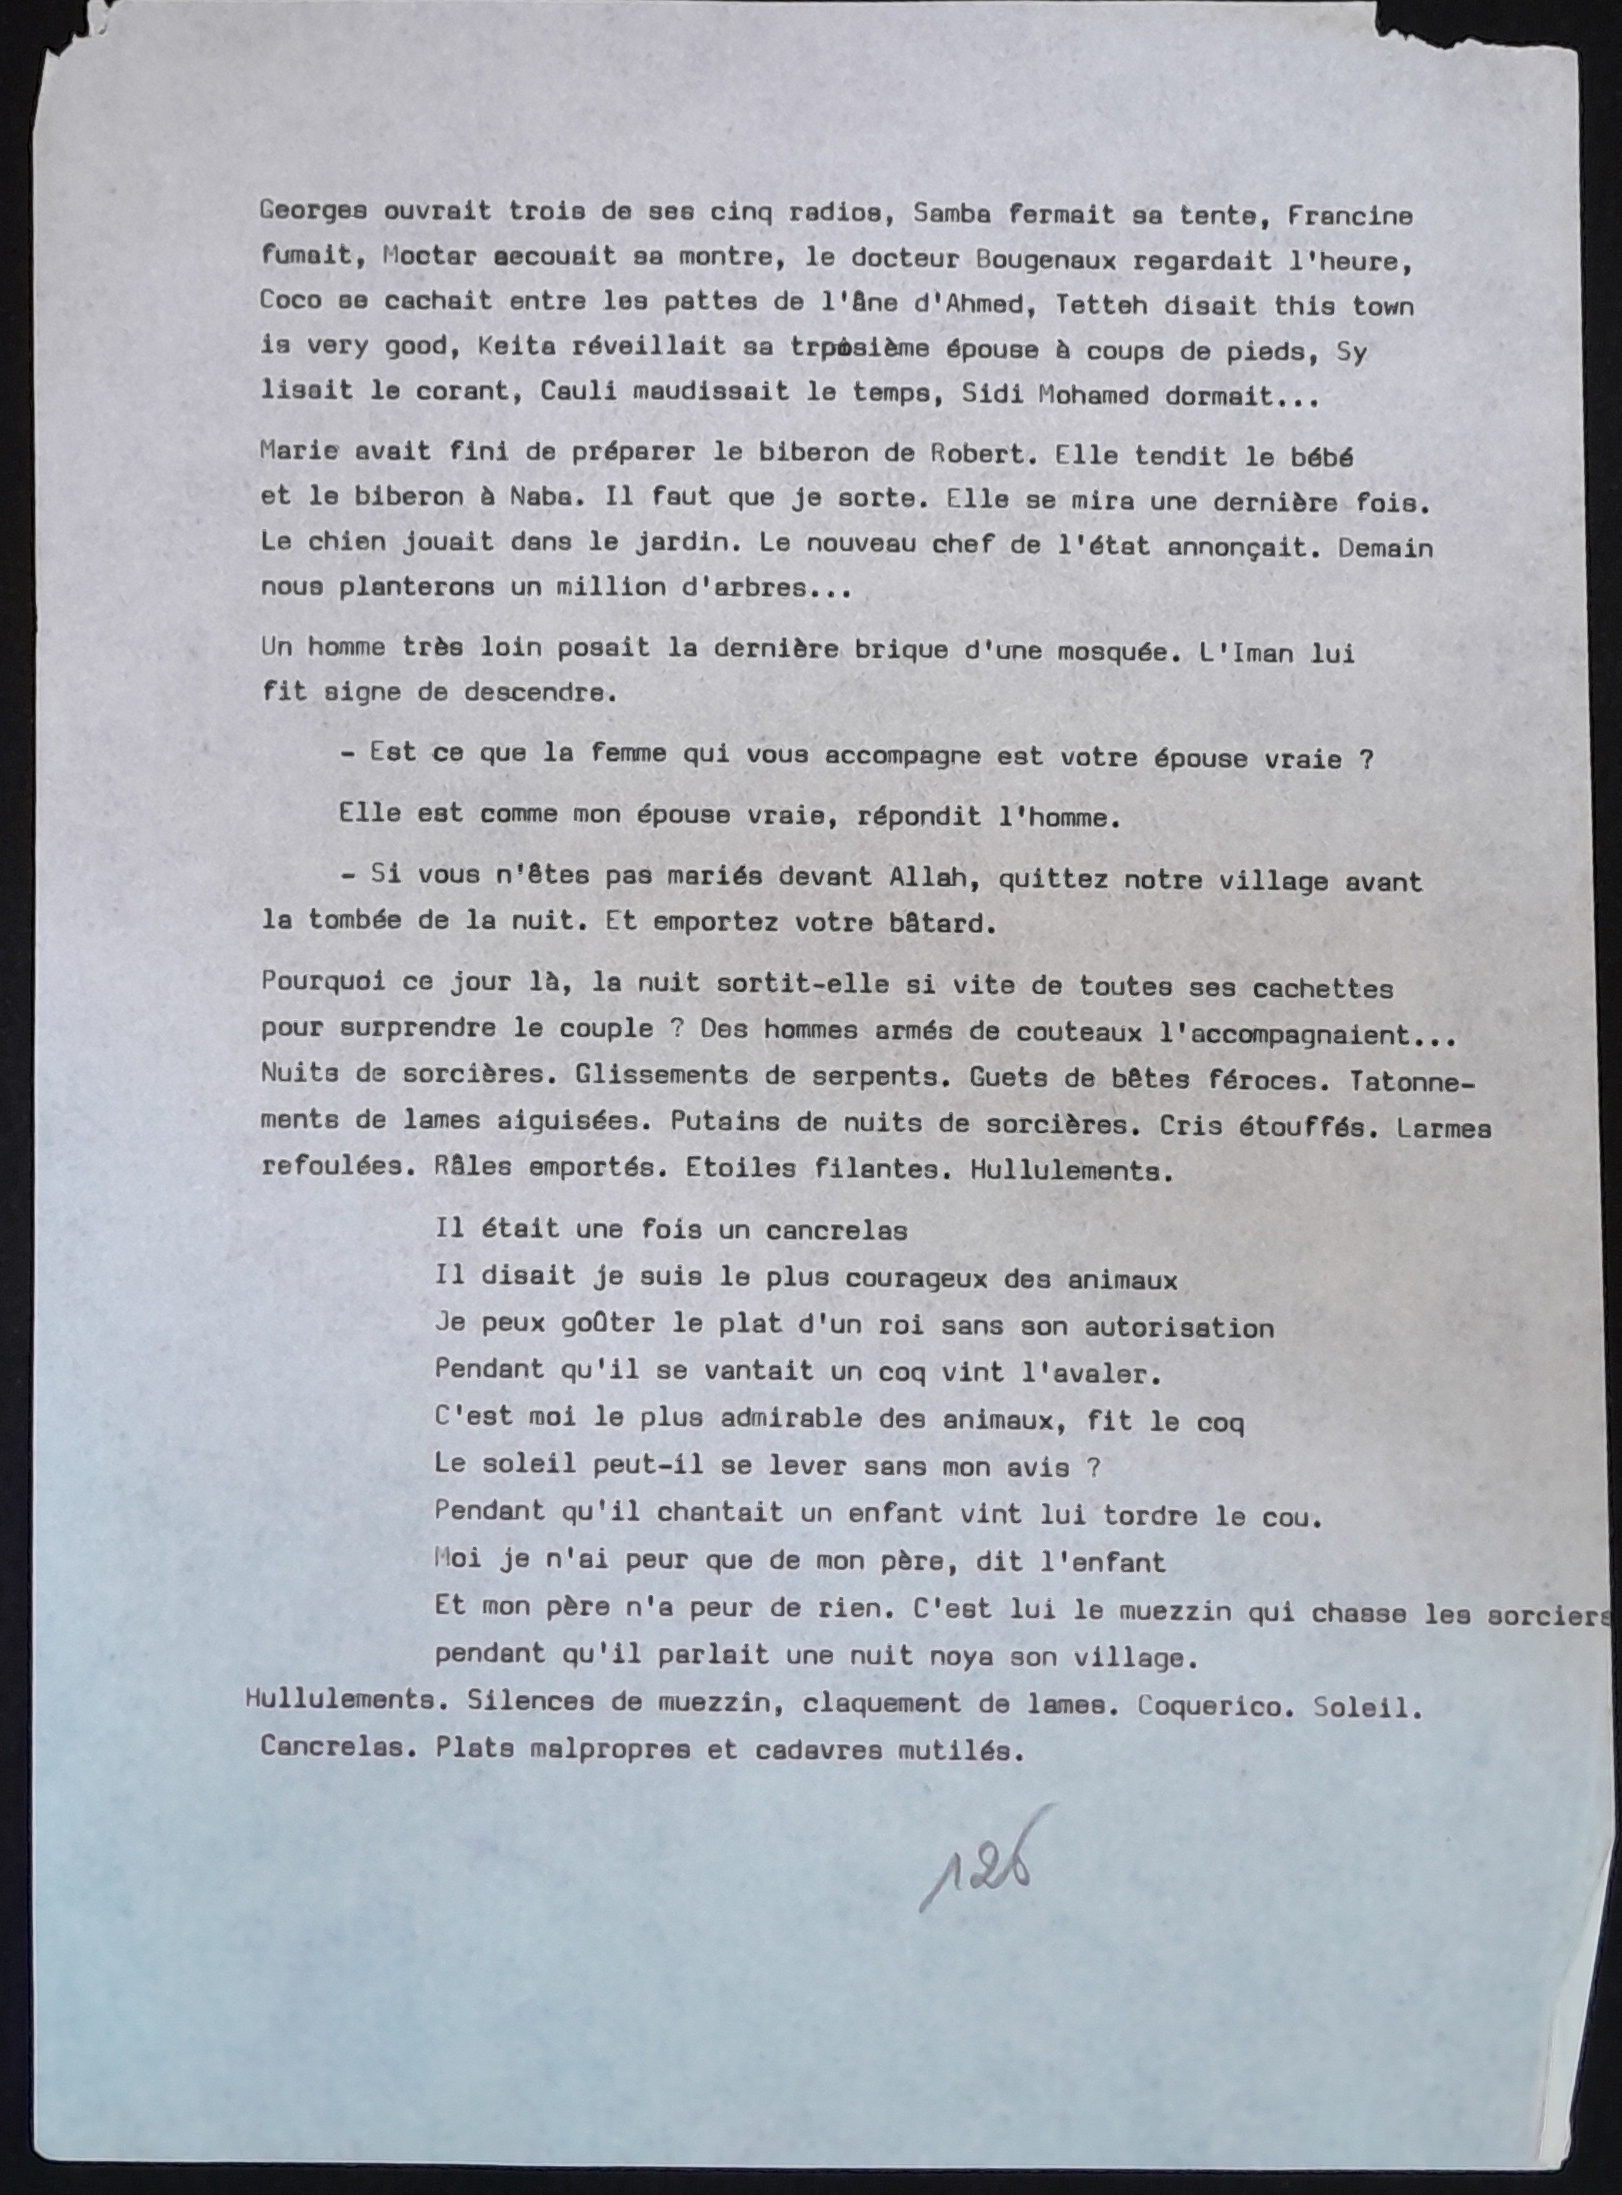 Georges ouvrait trois de ses cinq radios, Samba fermait sa tente, Francine
fumait, Moctar secouait sa montre, le docteur Bougenaux regardait l'heure,
Coco se cachait entre les pattes de l'âne d'Ahmed, Tetteh disait this town
is very good, Keita réveillait sa trposième épouse à coups de pieds, Sy
lisait le corant, Cauli maudissait le temps, Sidi Mohamed dormait...
Marie avait fini de préparer le biberon de Robert. Elle tendit le bébé
et le biberon à Naba. Il faut que je sorte. Elle se mira une dernière fois.
Le chien jouait dans le jardin. Le nouveau chef de l'état annonçait. Demain
nous planterons un million d'arbres...
Un homme très loin posait la dernière brique d'une mosquée. L'Iman lui
fit signe de descendre.
- Est ce que la femme qui vous accompagne est votre épouse vraie ?
Elle est comme mon épouse vraie, répondit l'homme.
- Si vous n'êtes pas mariés devant Allah, quittez notre village avant
la tombée de la nuit. Et emportez votre bâtard.
Pourquoi ce jour là, la nuit sortit-elle si vite de toutes ses cachettes
pour surprendre le couple ? Des hommes armés de couteaux l'accompagnaient...
Nuits de sorcières. Glissements de serpents. Guets de bêtes féroces. Tatonne-
ments de lames aiguisées. Putains de nuits de sorcières. Cris étouffés. Larmes
refoulées. Râles emportés. Etoiles filantes. Hullulements.
Il était une fois un cancrelas
Il disait je suis le plus courageux des animaux
Je peux goûter le plat d'un roi sans son autorisation
Pendant qu'il se vantait un coq vint l'avaler.
C'est moi le plus admirable des animaux, fit le coq
Le soleil peut-il se lever sans mon avis ?
Pendant qu'il chantait un enfant vint lui tordre le cou.
Moi je n'ai peur que de mon père, dit l'enfant
Et mon père n'a peur de rien. C'est lui le muezzin qui chasse les sorciers
pendant qu'il parlait une nuit noya son village.
Hullulements. Silences de muezzin, claquement de lames. Coquerico. Soleil.
Cancrelas. Plats malpropres et cadavres mutilés.
126